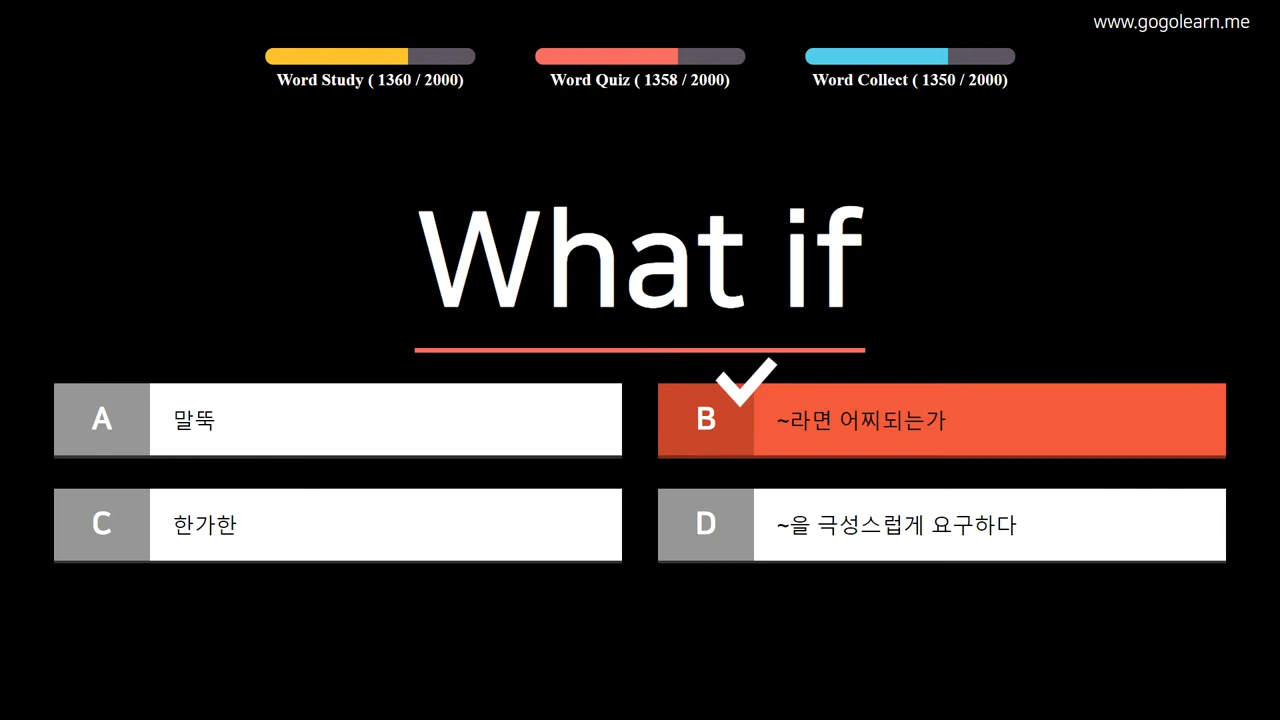 www.gogolearn.me
Word Study ( 1360 / 2000)
Word Quiz ( 1358 / 2000)
Word Collect ( 1350 / 2000)
What if
A 말뚝
B ~라면 어찌되는가
C 한가한
D ~을 극성스럽게 요구하다